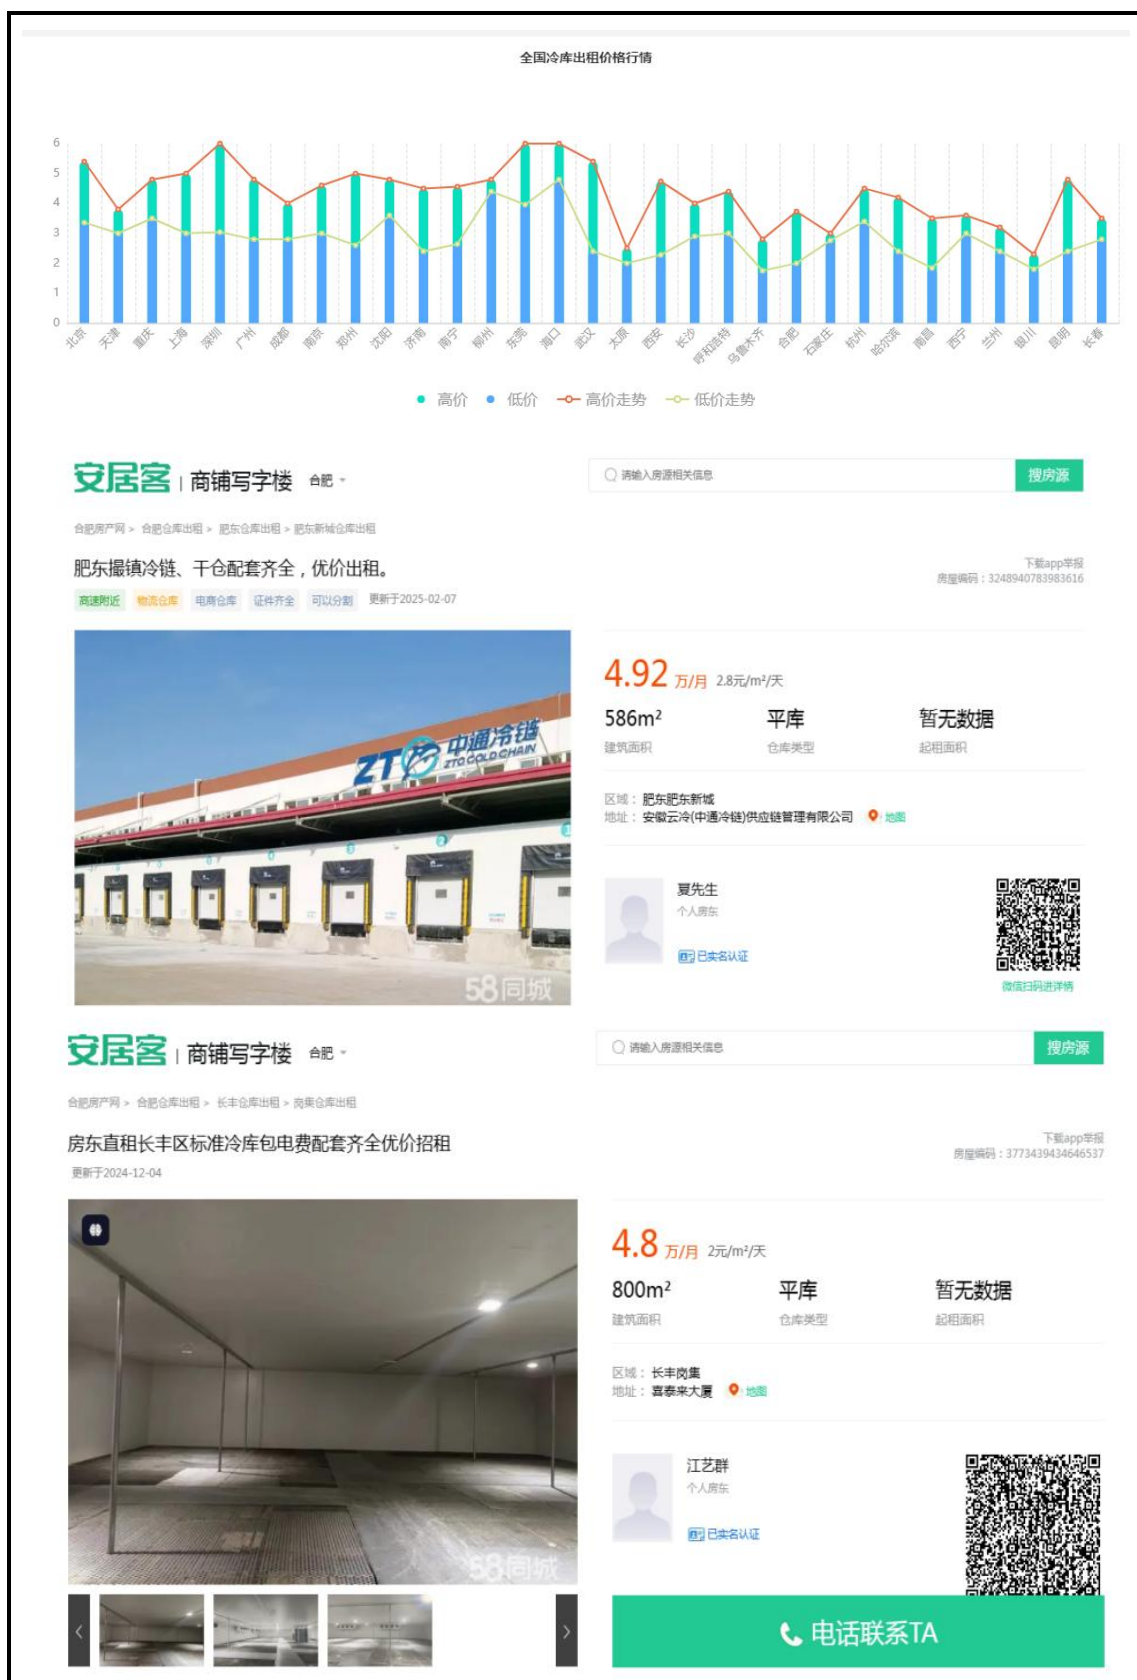 全国冷库出租价格行情
6
5
4
3
2
1
0
北京 天津 重庆 上海 深圳 广州 成都 南京 郑州 沈阳 济南 南宁 柳州 东莞 海口 武汉 太原 西安 长沙 呼和浩特 乌鲁木齐 合肥 石家庄 杭州 哈尔滨 南昌 西宁 兰州 银川 昆明 长春
高价 低价 高价走势 低价走势
安居客 | 商铺写字楼 合肥 请输入房源相关信息 搜房源
合肥房产网 > 合肥仓库出租 > 肥东仓库出租 > 肥东新城仓库出租
肥东撮镇冷链、干仓配套齐全，优价出租。 下载app举报
房屋编码：3248940783983616
高速附近 物流仓库 电商仓库 证件齐全 可以分割 更新于2025-02-07
4.92 万/月 2.8元/m²/天
586m² 平库 暂无数据
建筑面积 仓库类型 起租面积
区域：肥东肥东新城
地址：安徽云冷(中通冷链)供应链管理有限公司 地图
ZTO 中通冷链
ZTO COLD CHAIN
夏先生
个人房东
已实名认证
微信扫码进详情
58同城
安居客 | 商铺写字楼 合肥 请输入房源相关信息 搜房源
合肥房产网 > 合肥仓库出租 > 长丰仓库出租 > 岗集仓库出租
房东直租长丰区标准冷库包电费配套齐全优价招租 下载app举报
房屋编码：3773439434646537
更新于2024-12-04
4.8 万/月 2元/m²/天
800m² 平库 暂无数据
建筑面积 仓库类型 起租面积
区域：长丰岗集
地址：喜泰来大厦 地图
江艺群
个人房东
已实名认证
58同城
电话联系TA